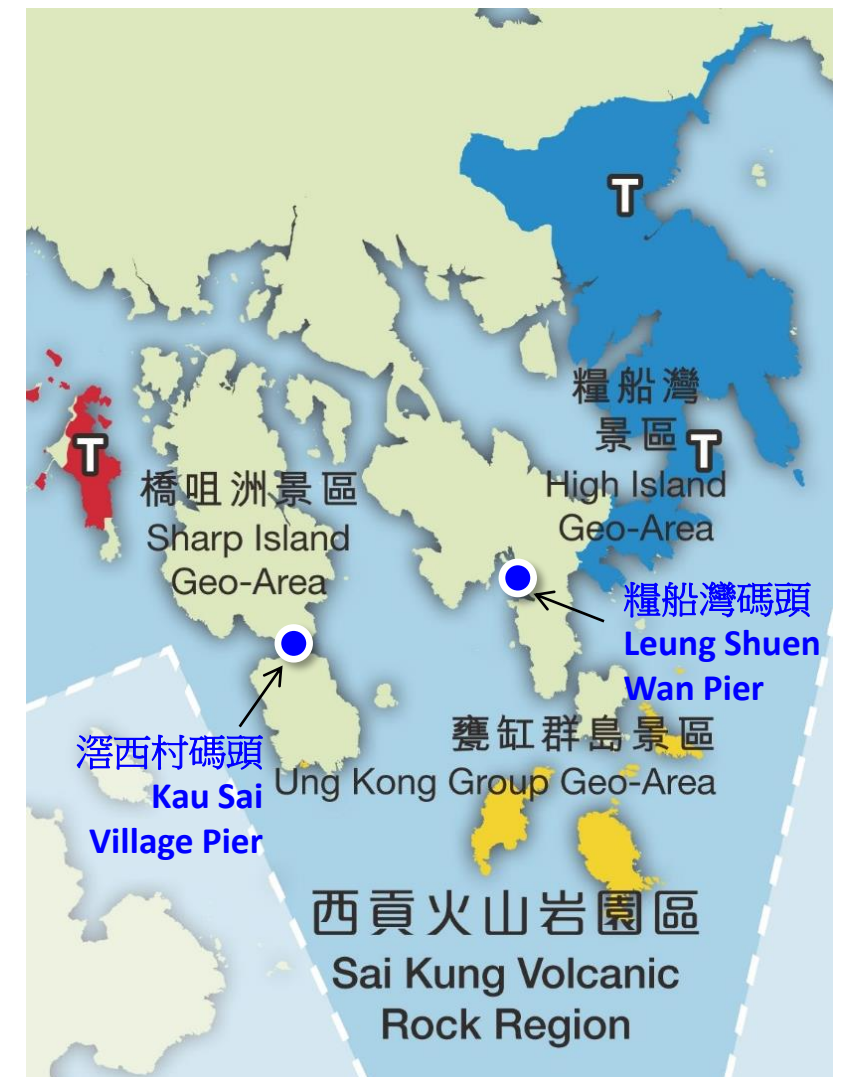 T
糧船灣
景區
T
High Island
Geo-Area
T
橋咀洲景區
Sharp Island
Geo-Area
糧船灣碼頭
Leung Shuen
Wan Pier
滘西村碼頭
Kau Sai
Village Pier
甕缸群島景區
Ung Kong Group Geo-Area
西貢火山岩園區
Sai Kung Volcanic
Rock Region